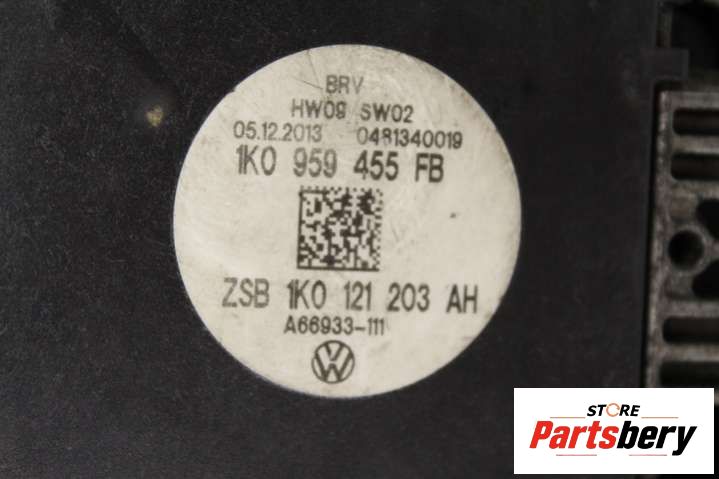 BRV
HW09 SW02
05.12.2013 0481340019
1K0 959 455 FB
ZSB 1K0 121 203 AH
A66933-111
VW
STORE
Partsbery